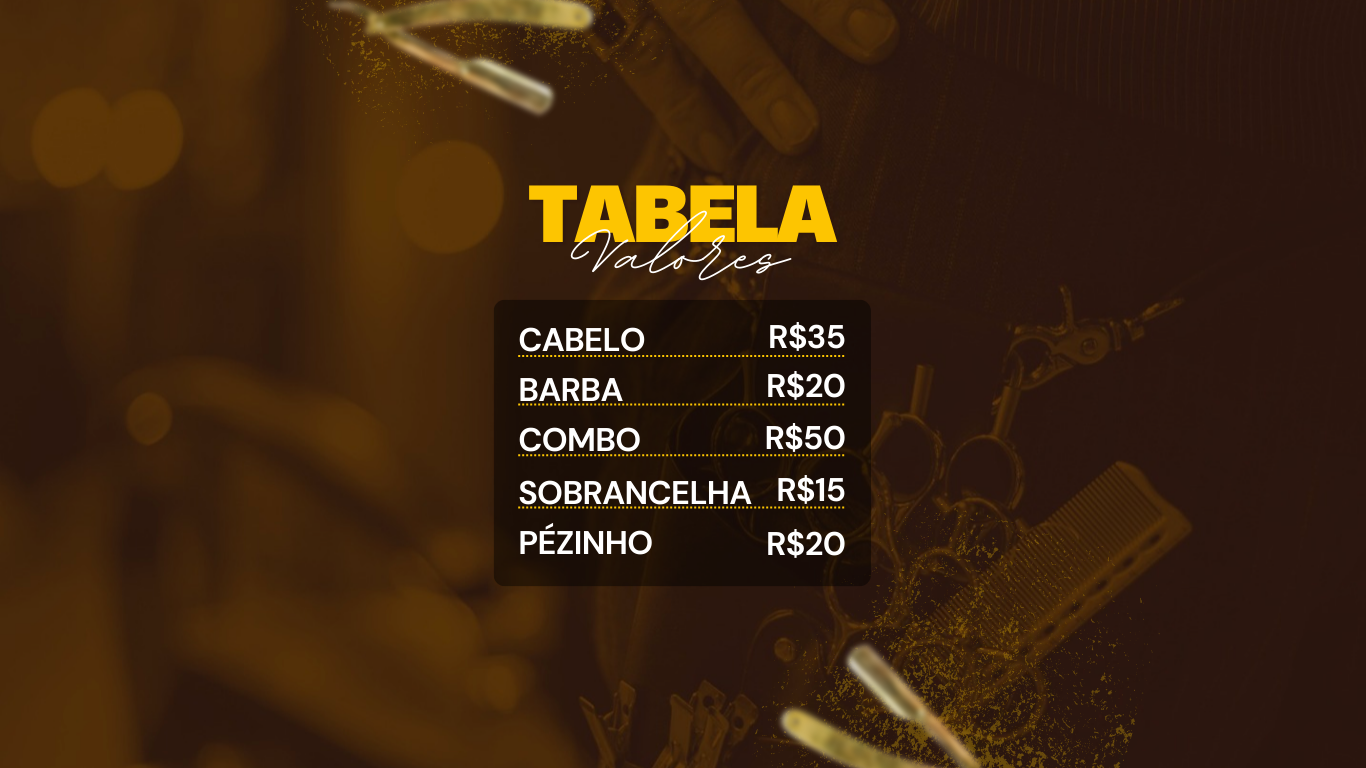 TABELA
Valores
CABELO R$35
BARBA R$20
COMBO R$50
SOBRANCELHA R$15
PÉZINHO R$20